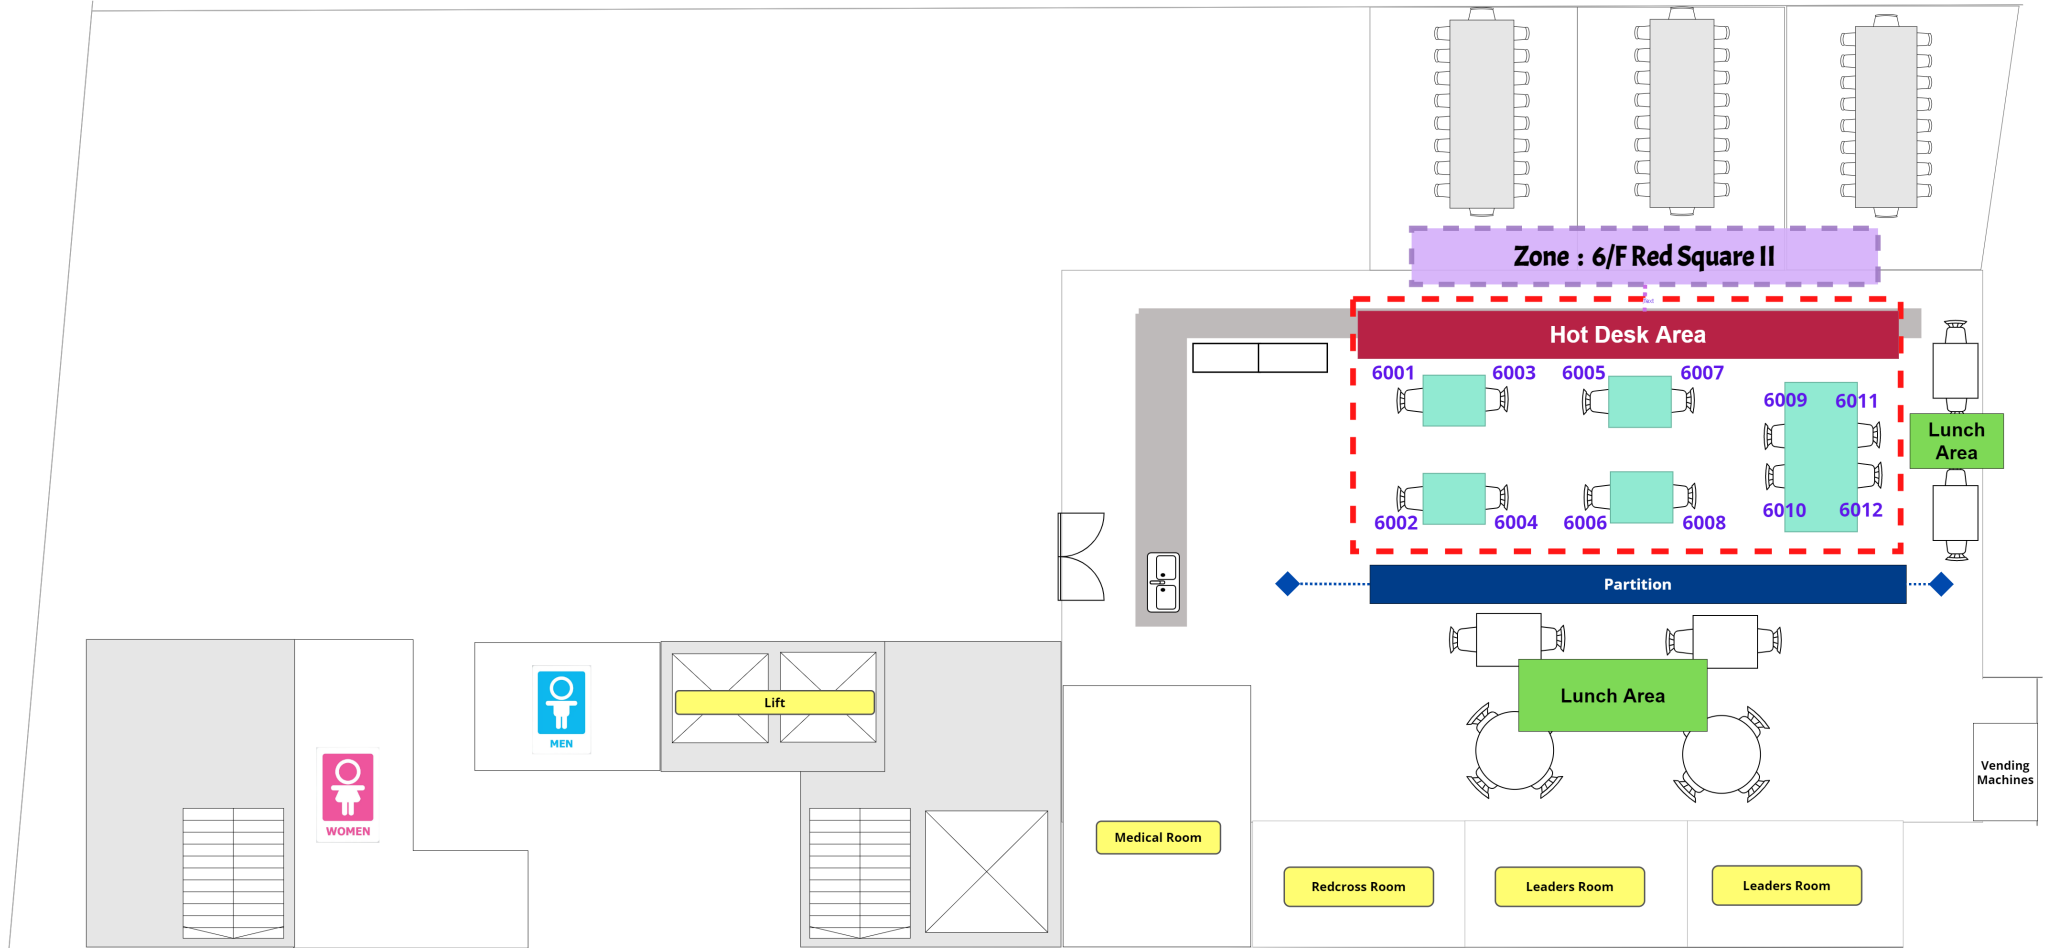 Zone : 6/F Red Square II
Text
Hot Desk Area
6001 6003 6005 6007
6009 6011
Lunch
Area
6010 6012
6002 6004 6006 6008
Partition
Lunch Area
Lift
MEN
WOMEN
Vending
Machines
Medical Room
Redcross Room
Leaders Room
Leaders Room